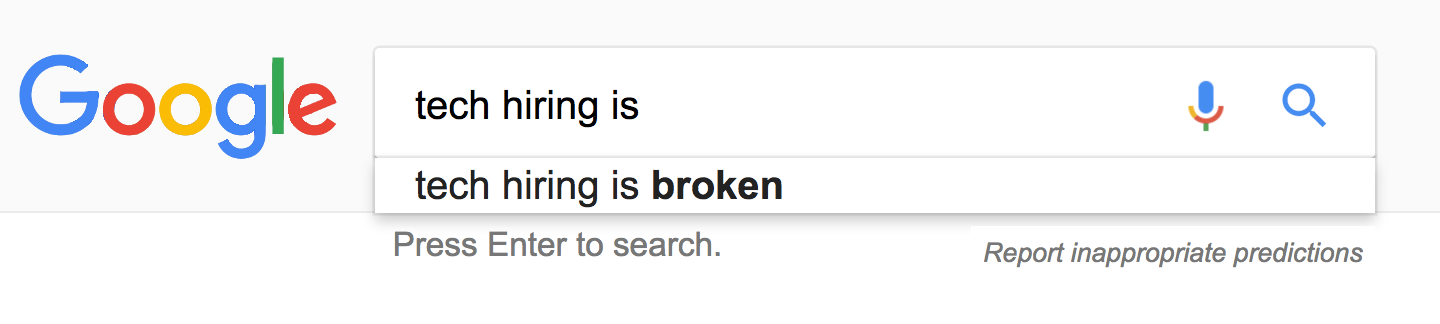 Google
tech hiring is
tech hiring is broken
Press Enter to search.
Report inappropriate predictions